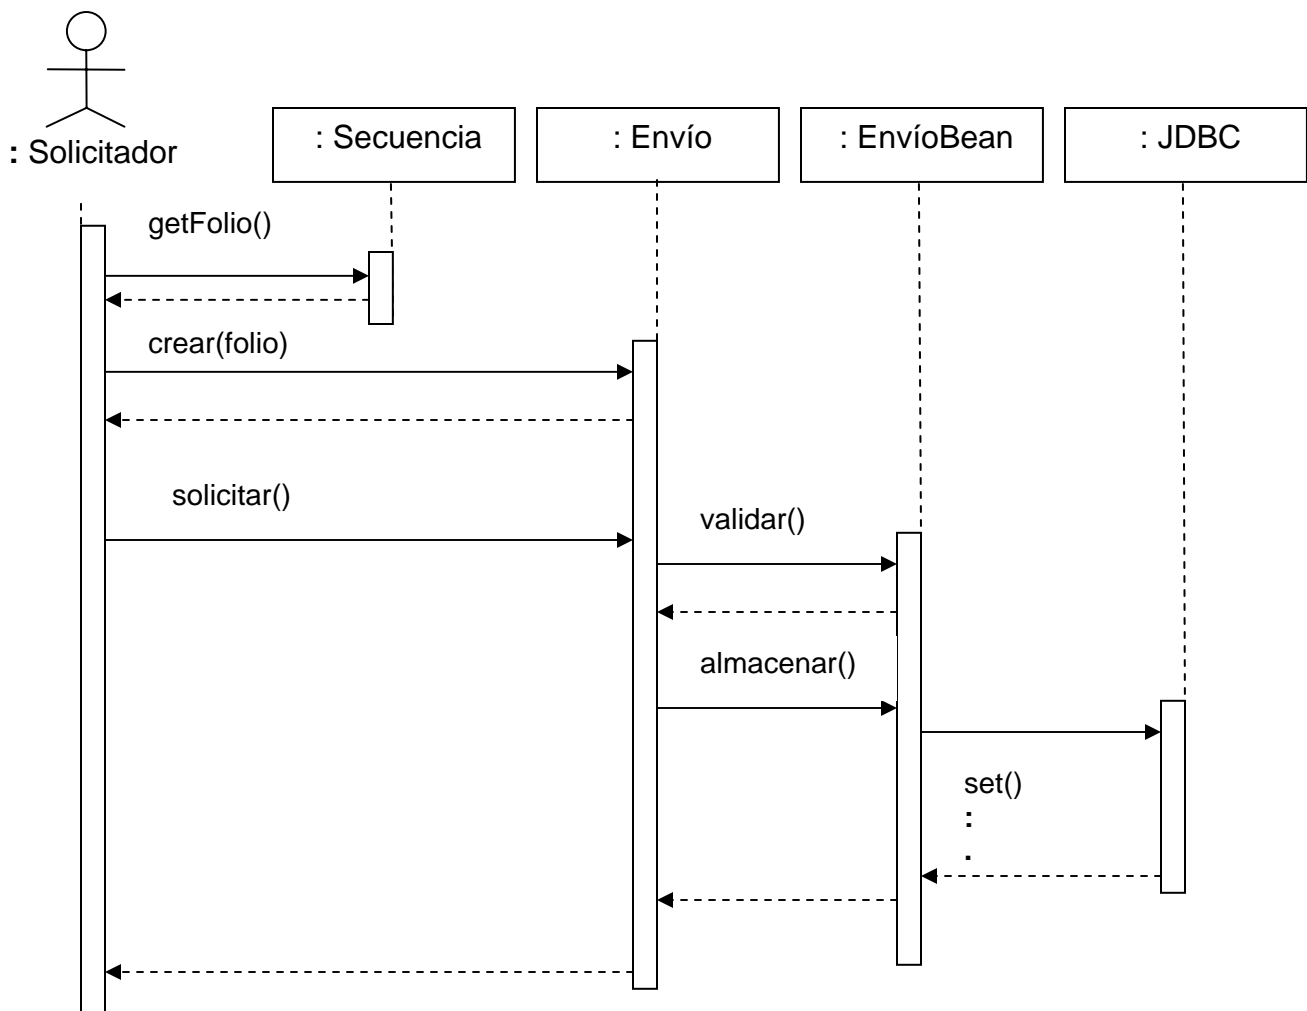 : Solicitador
: Secuencia
: Envío
: EnvíoBean
: JDBC
getFolio()
crear(folio)
solicitar()
validar()
almacenar()
set()
:
.